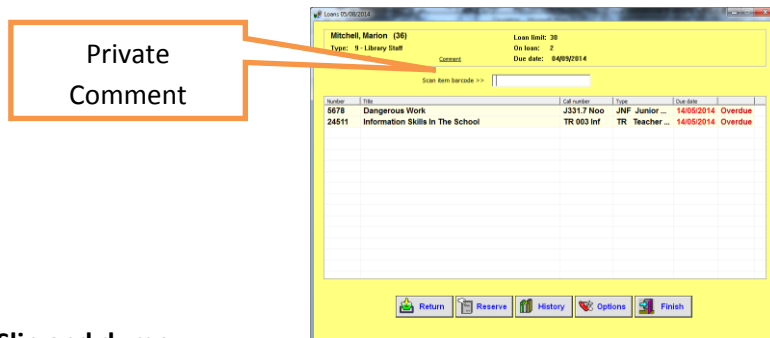 Loans 05/08/2014
Private
Comment
Mitchell, Marion (36)
Loan limit: 30
Type: 9 - Library Staff
On loan: 2
Comment
Due date: 04/09/2014
Scan item barcode >>
Number Title Call number Type Due date
5678 Dangerous Work J331.7 Noo JNF Junior ... 14/05/2014 Overdue
24511 Information Skills In The School TR 003 Inf TR Teacher ... 14/05/2014 Overdue
Return Reserve History Options Finish